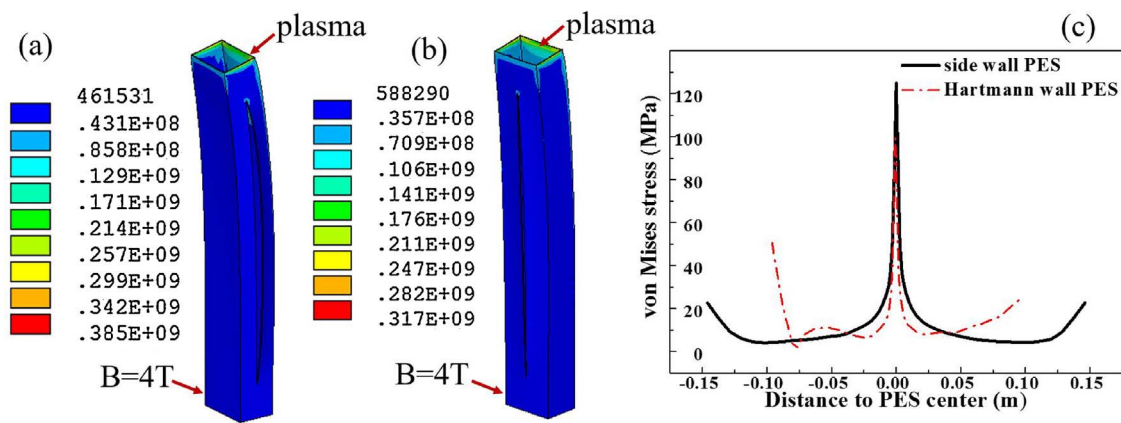 (a)
plasma
461531
.431E+08
.858E+08
.129E+09
.171E+09
.214E+09
.257E+09
.299E+09
.342E+09
.385E+09
B=4T
(b)
plasma
588290
.357E+08
.709E+08
.106E+09
.141E+09
.176E+09
.211E+09
.247E+09
.282E+09
.317E+09
B=4T
(c)
side wall PES
Hartmann wall PES
von Mises stress (MPa)
120
100
80
60
40
20
0
-0.15 -0.10 -0.05 0.00 0.05 0.10 0.15
Distance to PES center (m)